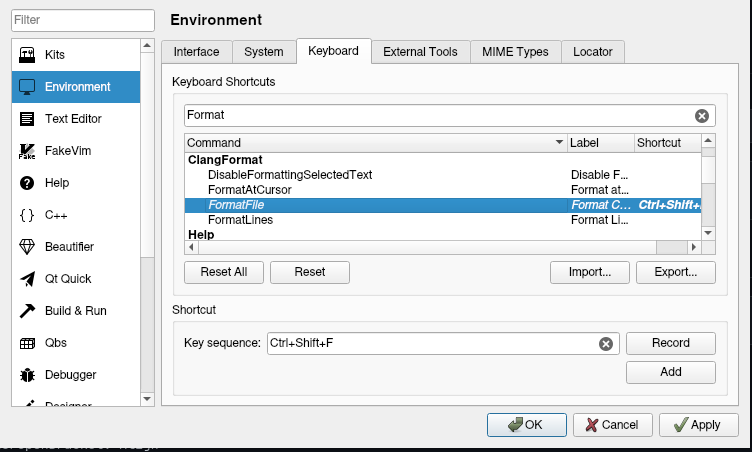 Filter
Environment
Kits
Environment
Text Editor
FakeVim
Fake
Help
C++
Beautifier
Qt Quick
Build & Run
Qbs
Debugger
Designer
Interface
System
Keyboard
External Tools
MIME Types
Locator
Keyboard Shortcuts
Format
Command Label Shortcut
ClangFormat
DisableFormattingSelectedText Disable F...
FormatAtCursor Format at...
FormatFile Format C... Ctrl+Shift+
FormatLines Format Li...
Help
Reset All
Reset
Import...
Export...
Shortcut
Key sequence: Ctrl+Shift+F
Record
Add
OK
Cancel
Apply